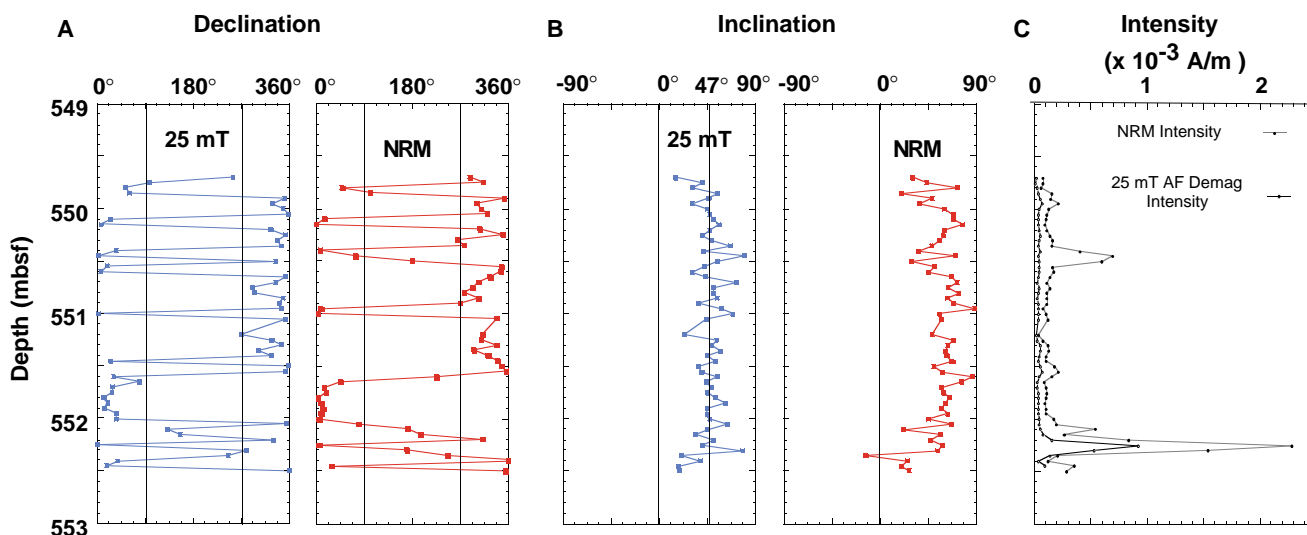 A Declination B Inclination C Intensity
(x 10⁻³ A/m )
0° 180° 360° 0° 180° 360° -90° 0° 47° 90° -90° 0° 90° 0 1 2
549
25 mT NRM 25 mT NRM
NRM Intensity
25 mT AF Demag
Intensity
550
551
552
553
Depth (mbsf)